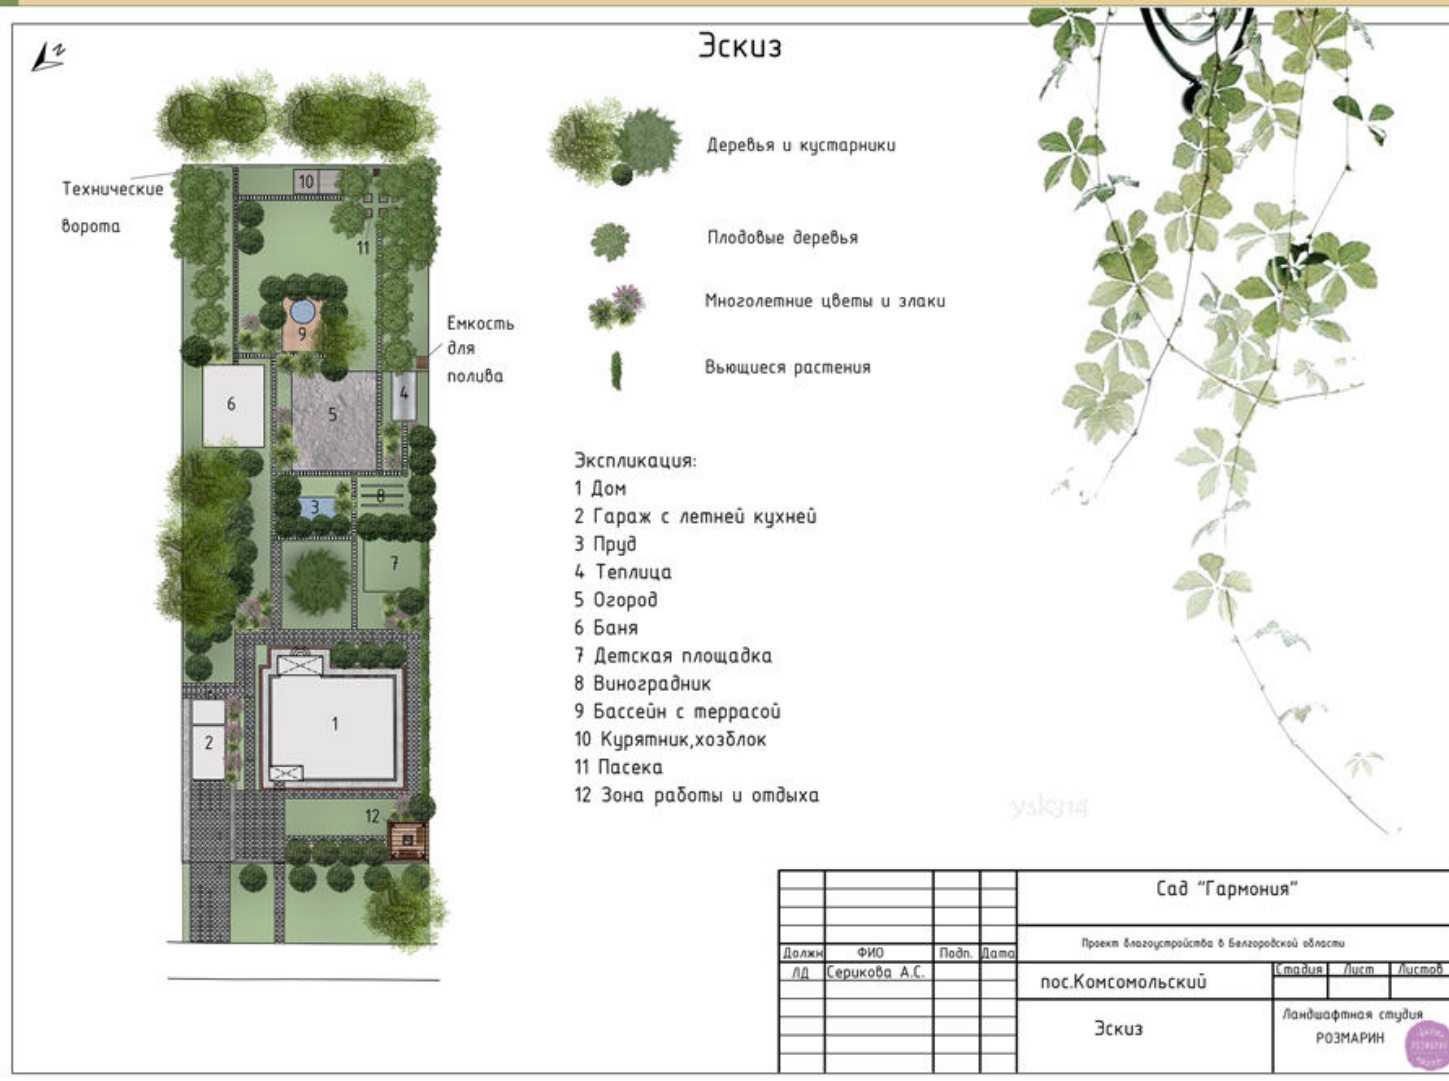 Эскиз
Z
Деревья и кустарники
Технические
ворота
10
11
Плодовые деревья
Многолетние цветы и злаки
Емкость
для
полива
9
Вьющиеся растения
6
5
4
3
8
7
Экспликация:
1 Дом
2 Гараж с летней кухней
3 Пруд
4 Теплица
5 Огород
6 Баня
7 Детская площадка
8 Виноградник
9 Бассейн с террасой
10 Курятник,хозблок
11 Пасека
12 Зона работы и отдыха
1
2
12
ysk314
Сад "Гармония"
Должн ФИО Подп. Дата
Проект благоустройства в Белгородской области
ЛД Серикова А.С.
пос.Комсомольский
Стадия Лист Листов
Эскиз
Ландшафтная студия
РОЗМАРИН